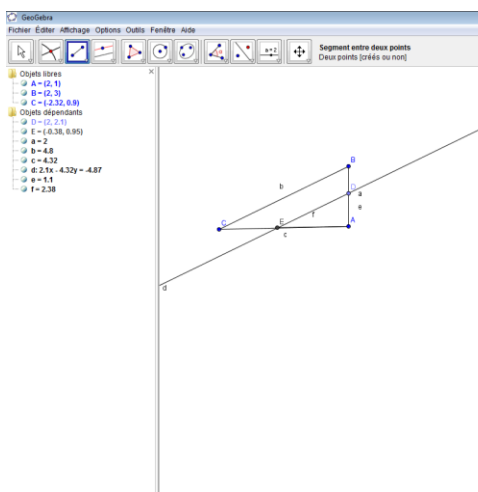 GeoGebra
Fichier Éditer Affichage Options Outils Fenêtre Aide
a=2
Segment entre deux points
Deux points [créés ou non]
Objets libres
A = (2, 1)
B = (2, 3)
C = (-2.32, 0.9)
Objets dépendants
D = (2, 2.1)
E = (-0.38, 0.95)
a = 2
b = 4.8
c = 4.32
d: 2.1x - 4.32y = -4.87
e = 1.1
f = 2.38
B
b
D
a
e
C
E
f
A
c
d